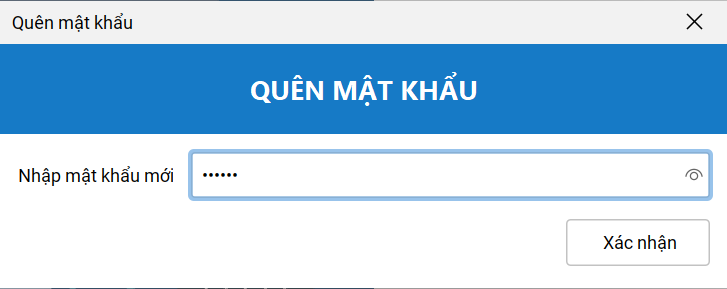 Quên mật khẩu
QUÊN MẬT KHẨU
Nhập mật khẩu mới ••••••
Xác nhận